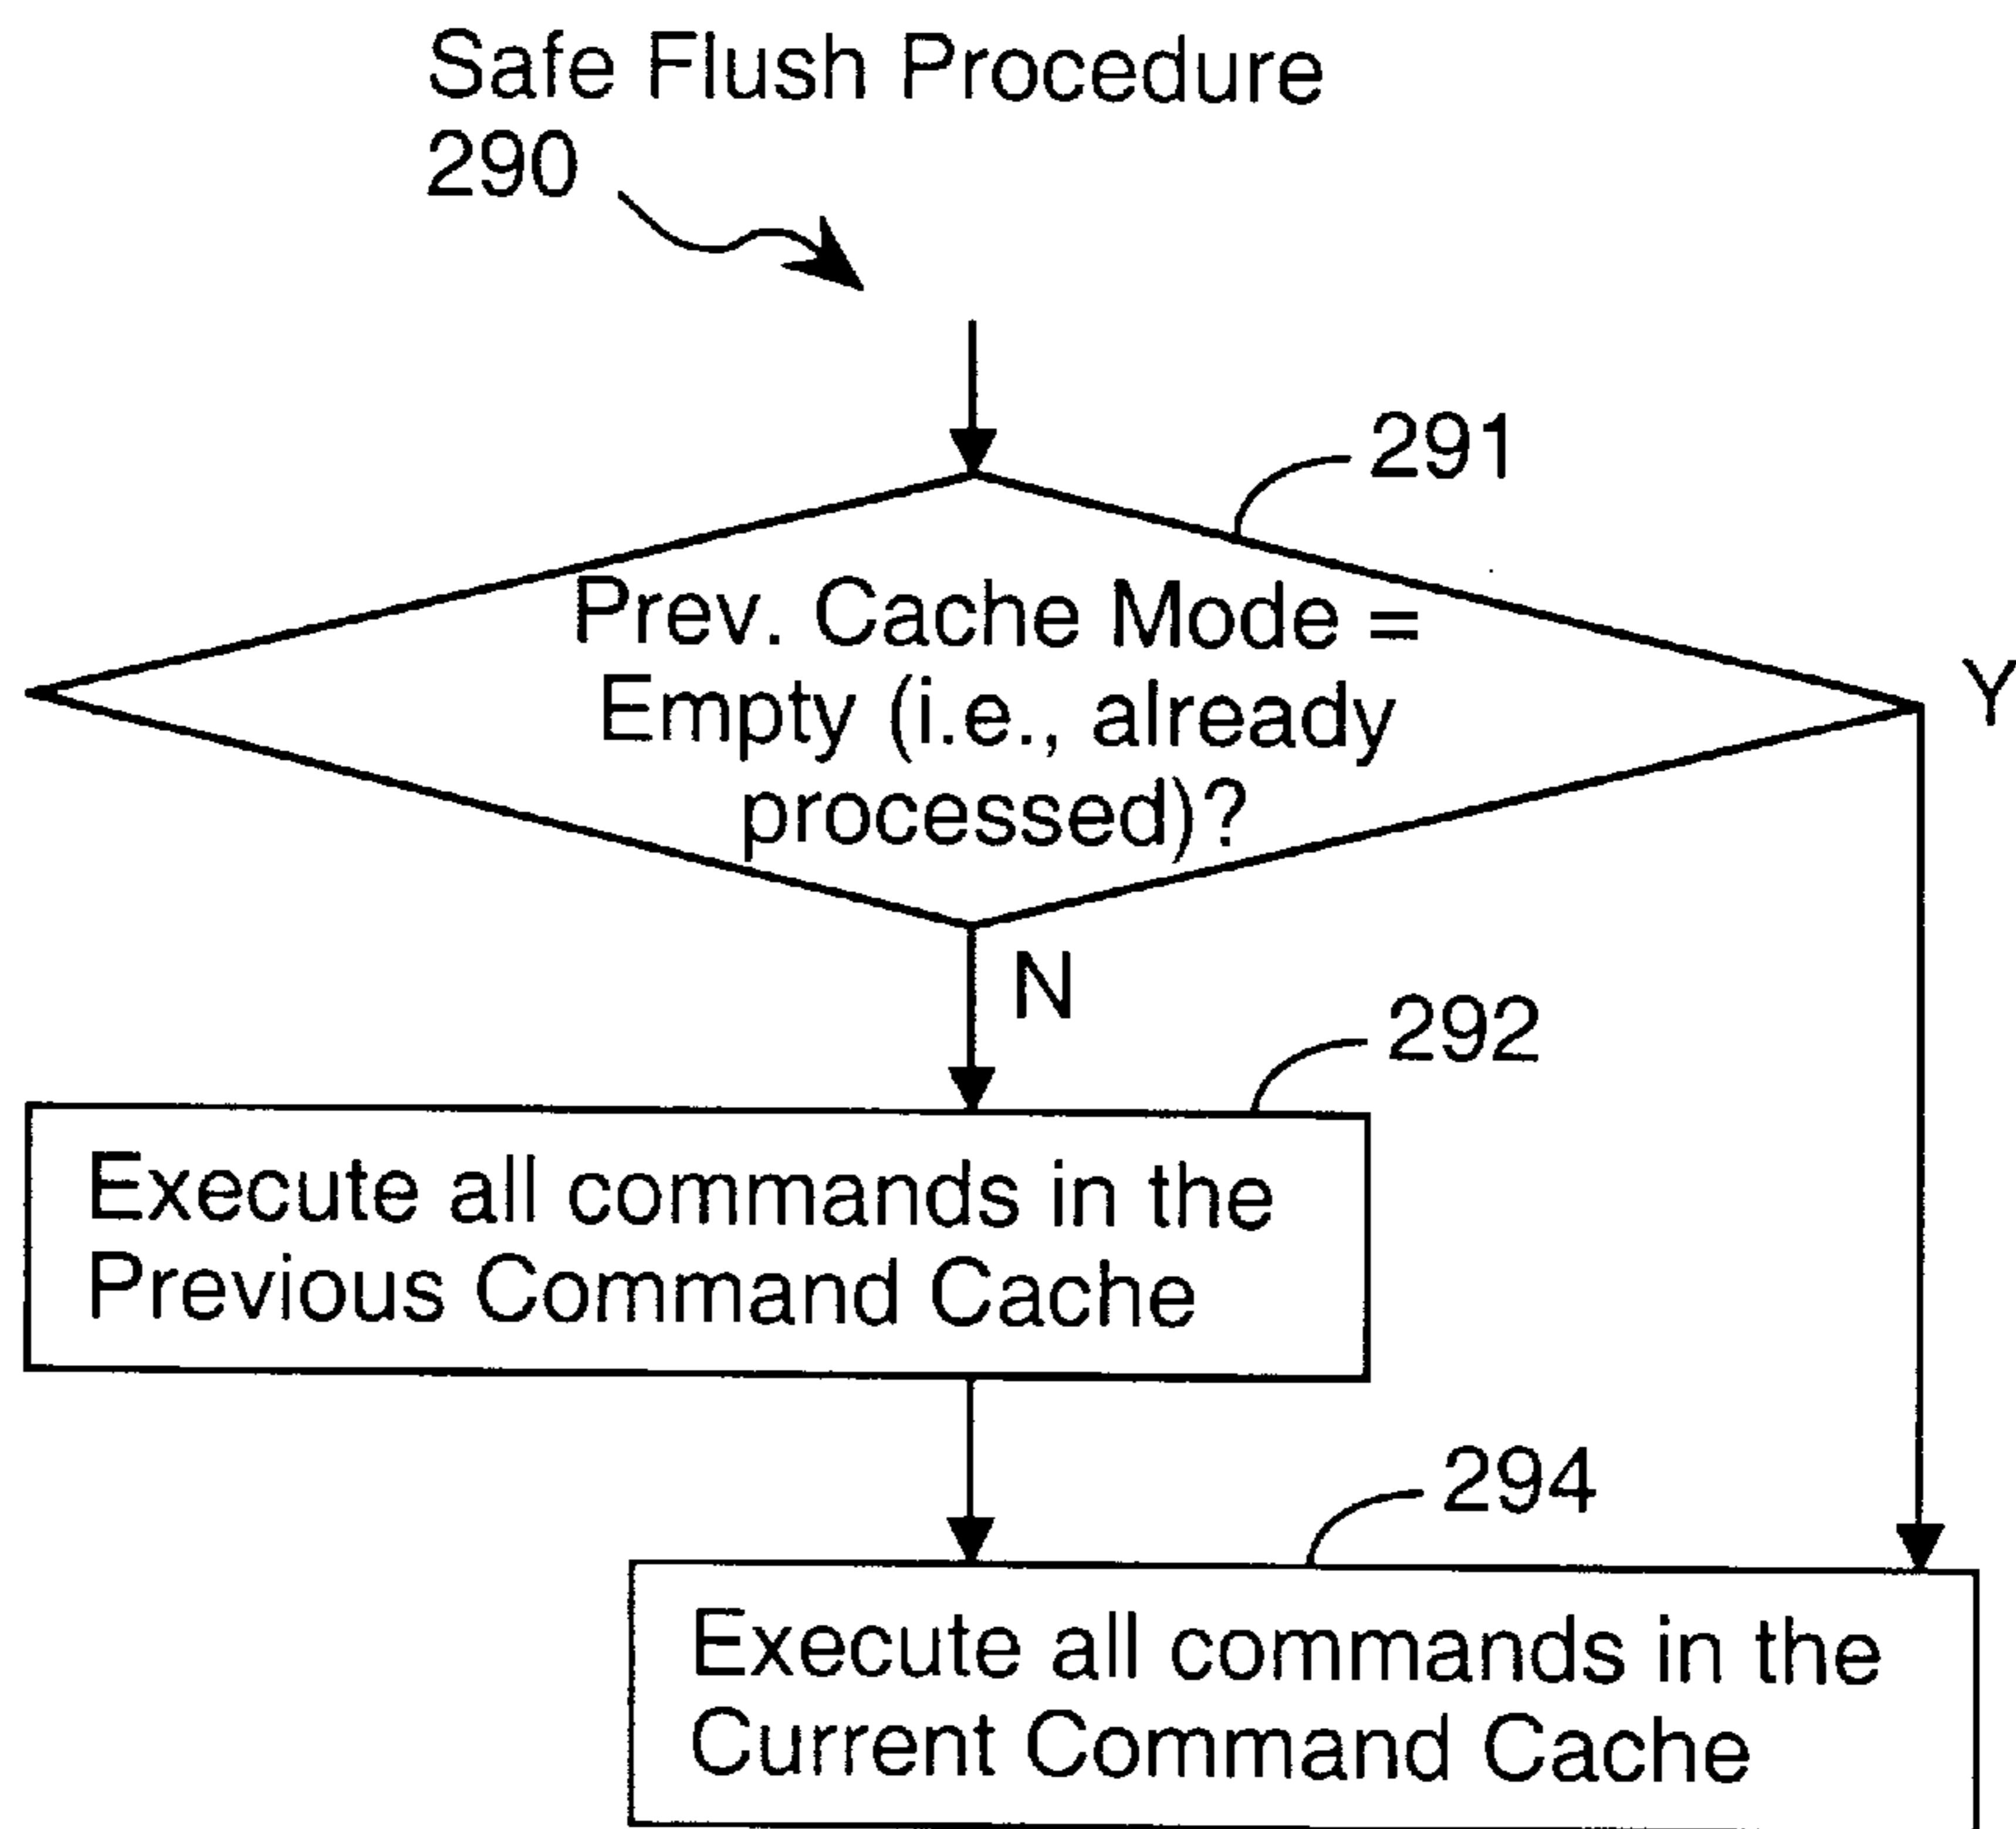 Safe Flush Procedure
290
291
Prev. Cache Mode =
Empty (i.e., already
processed)?
Y
N
292
Execute all commands in the
Previous Command Cache
294
Execute all commands in the
Current Command Cache